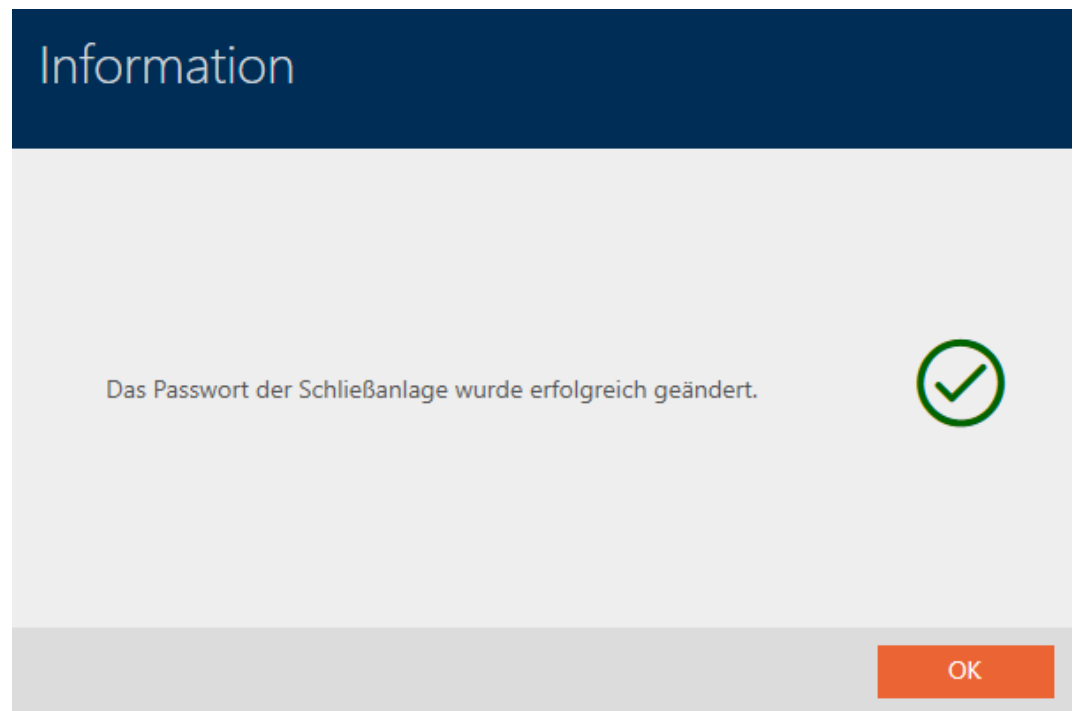 Information
Das Passwort der Schließanlage wurde erfolgreich geändert.
OK